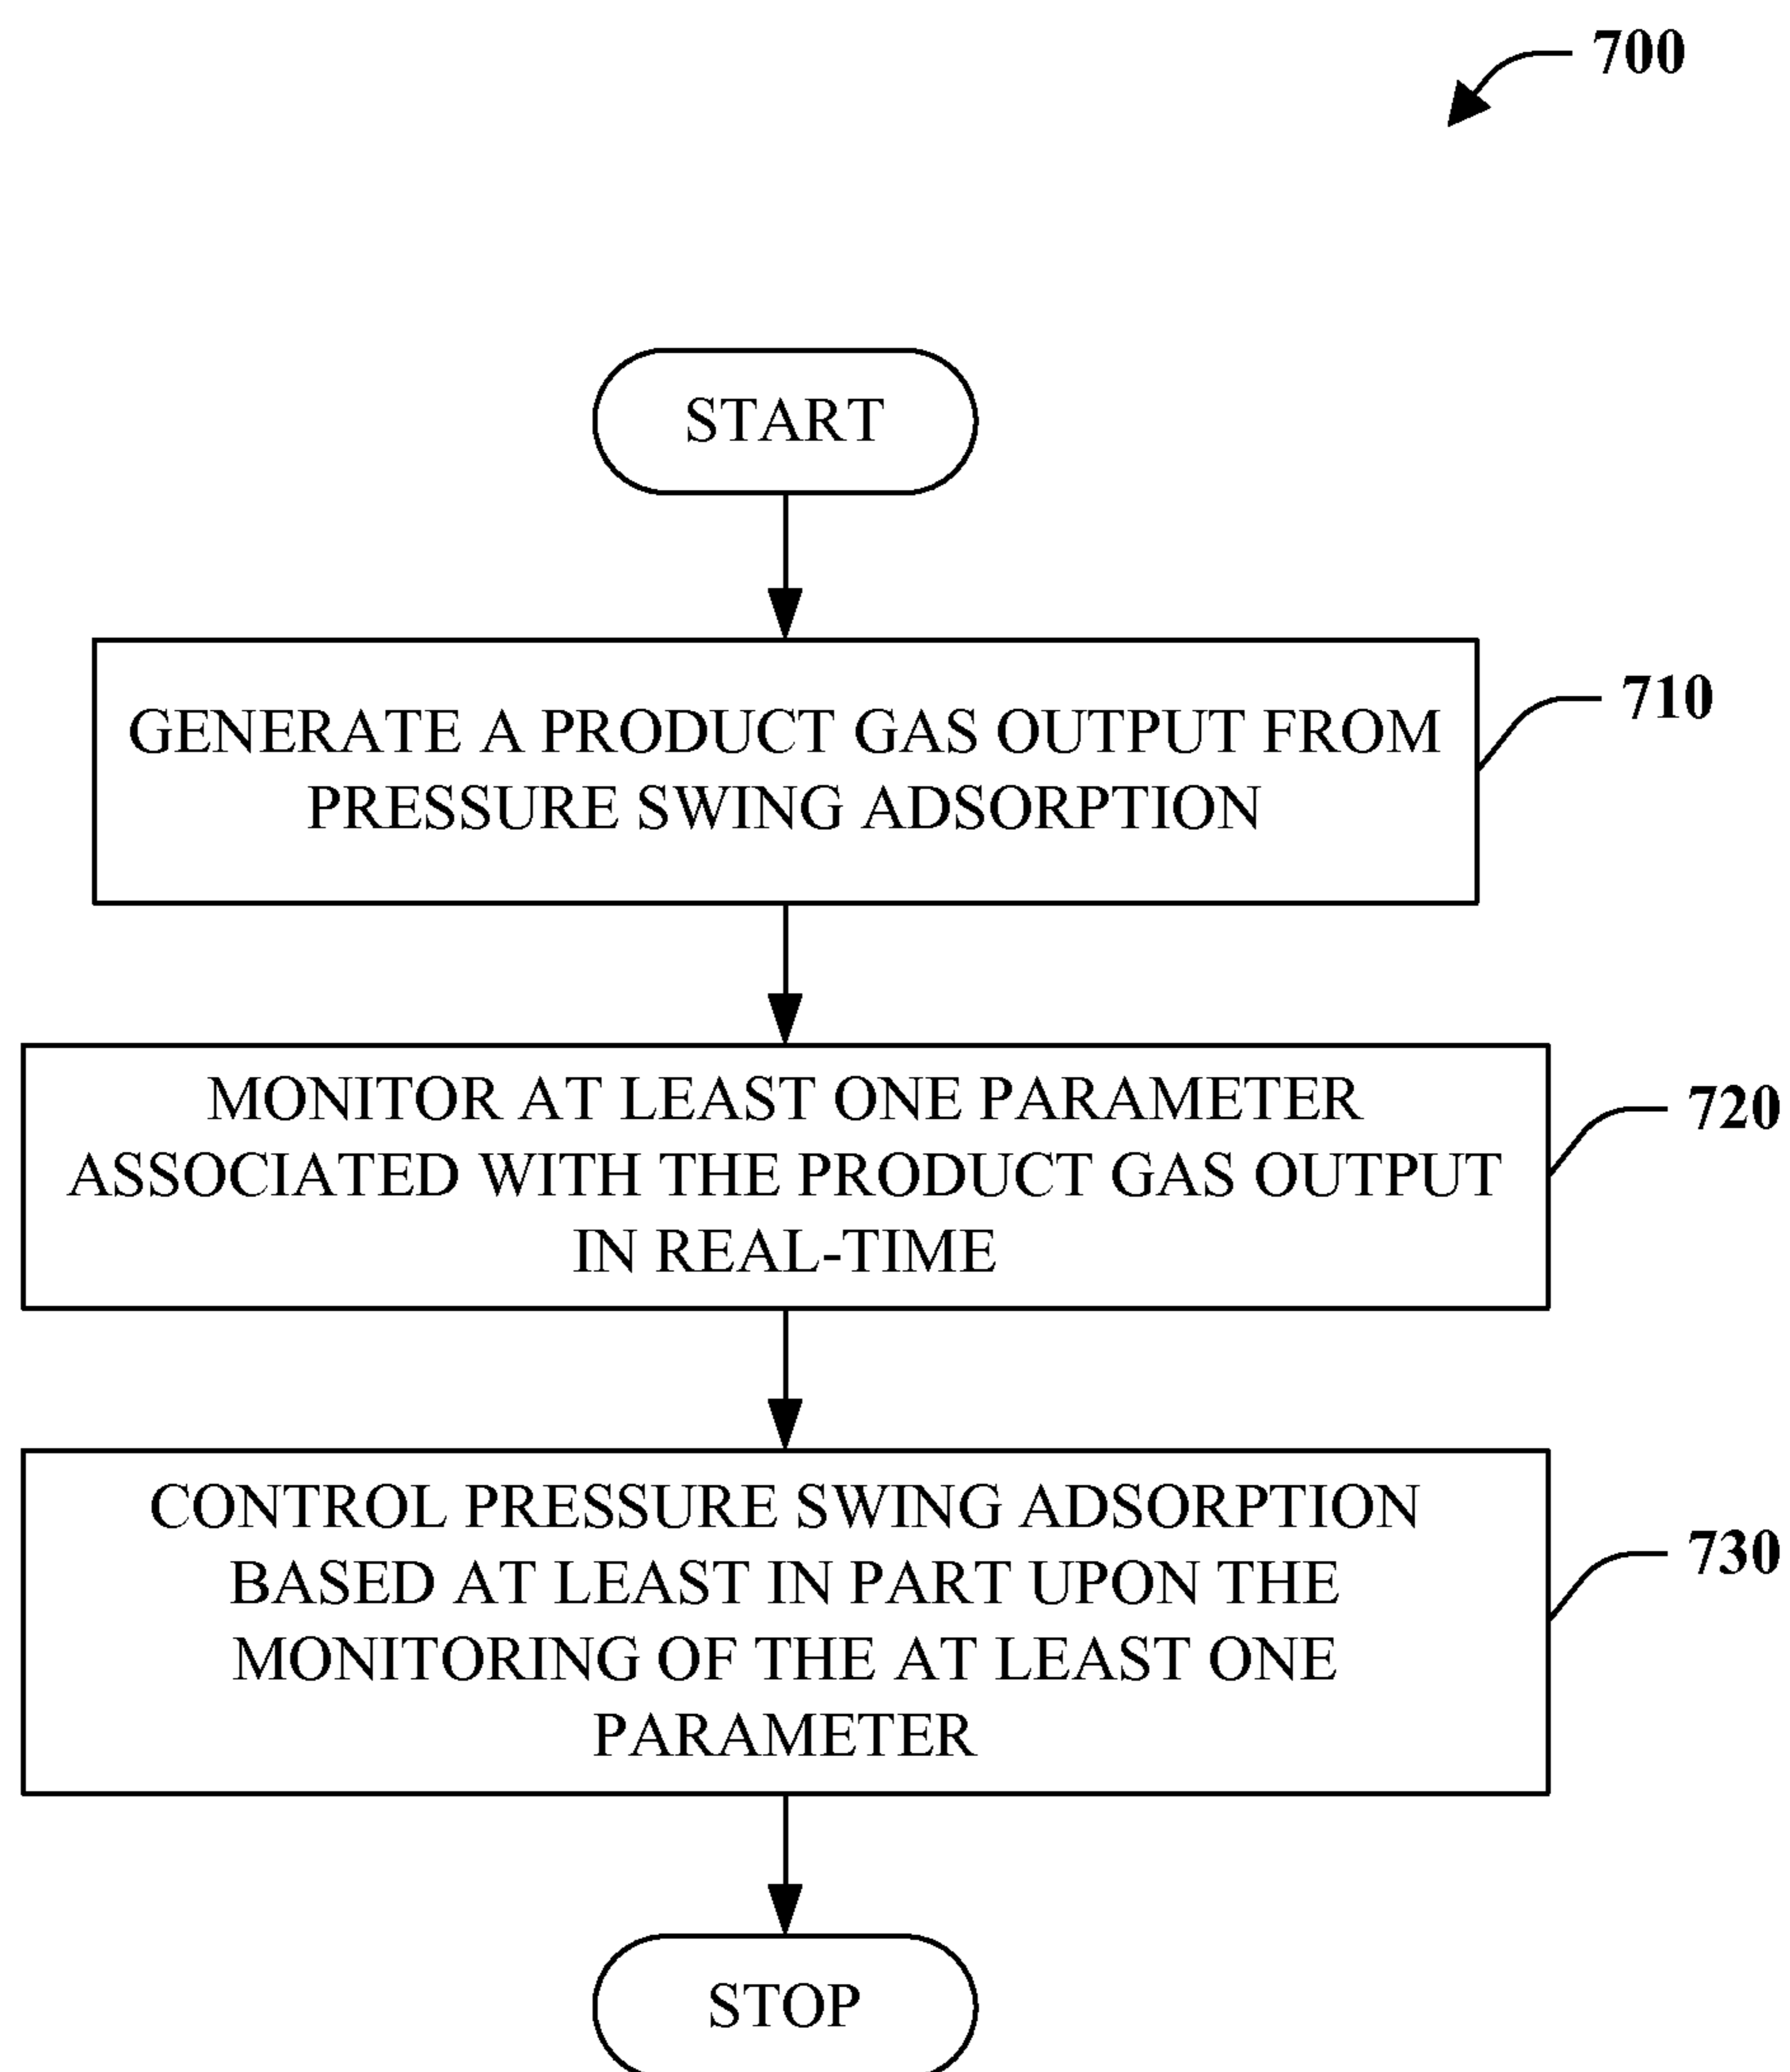 700
START
GENERATE A PRODUCT GAS OUTPUT FROM
PRESSURE SWING ADSORPTION
710
MONITOR AT LEAST ONE PARAMETER
ASSOCIATED WITH THE PRODUCT GAS OUTPUT
IN REAL-TIME
720
CONTROL PRESSURE SWING ADSORPTION
BASED AT LEAST IN PART UPON THE
MONITORING OF THE AT LEAST ONE
PARAMETER
730
STOP